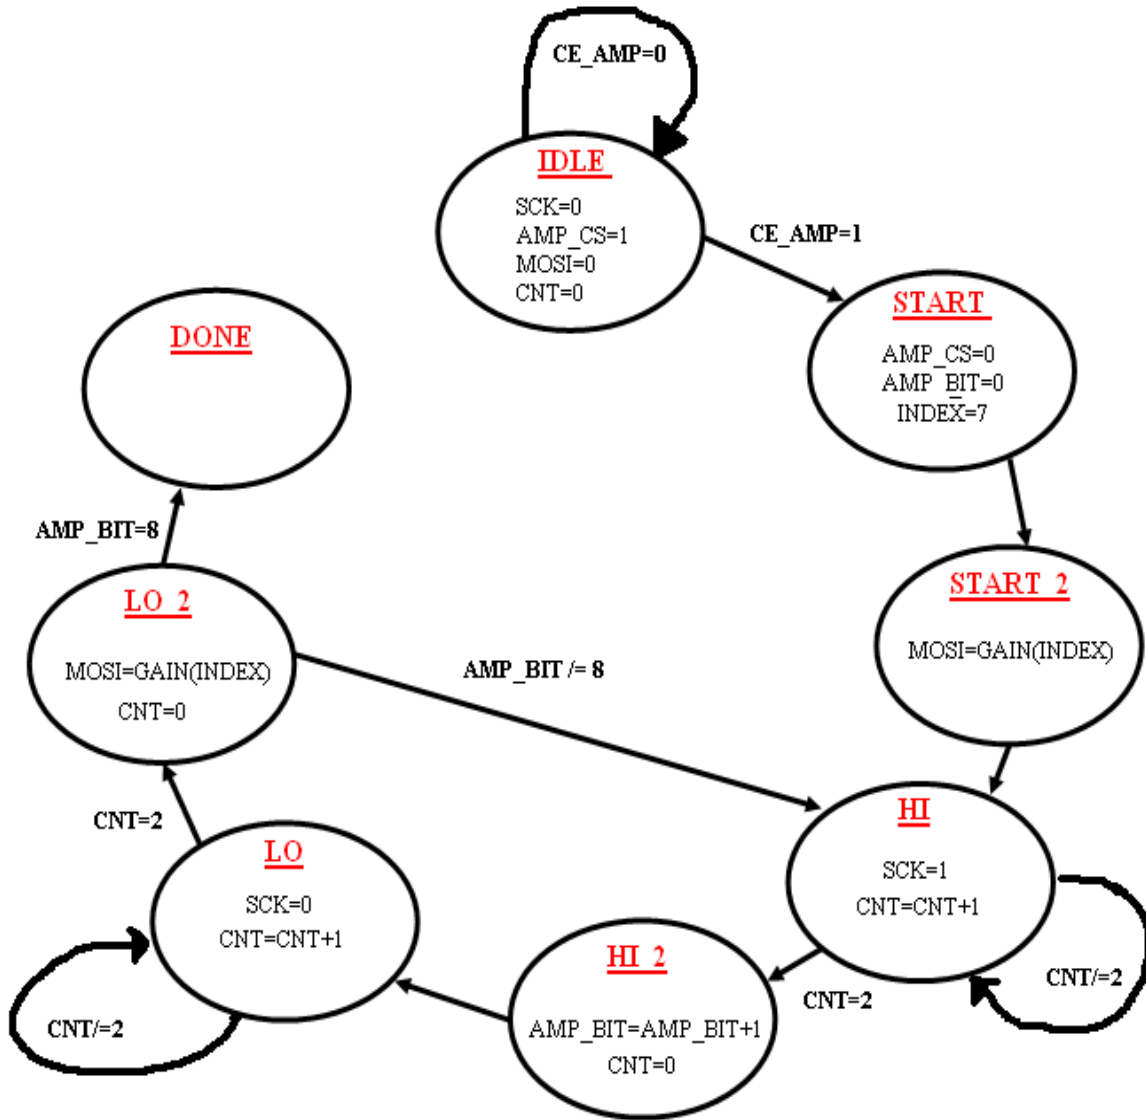 CE_AMP=0
IDLE
SCK=0
AMP_CS=1
MOSI=0
CNT=0
CE_AMP=1
START
AMP_CS=0
AMP_BIT=0
INDEX=7
DONE
AMP_BIT=8
START_2
MOSI=GAIN(INDEX)
LO_2
MOSI=GAIN(INDEX)
CNT=0
AMP_BIT /= 8
CNT=2
HI
SCK=1
CNT=CNT+1
CNT/=2
LO
SCK=0
CNT=CNT+1
CNT/=2
HI_2
AMP_BIT=AMP_BIT+1
CNT=0
CNT=2